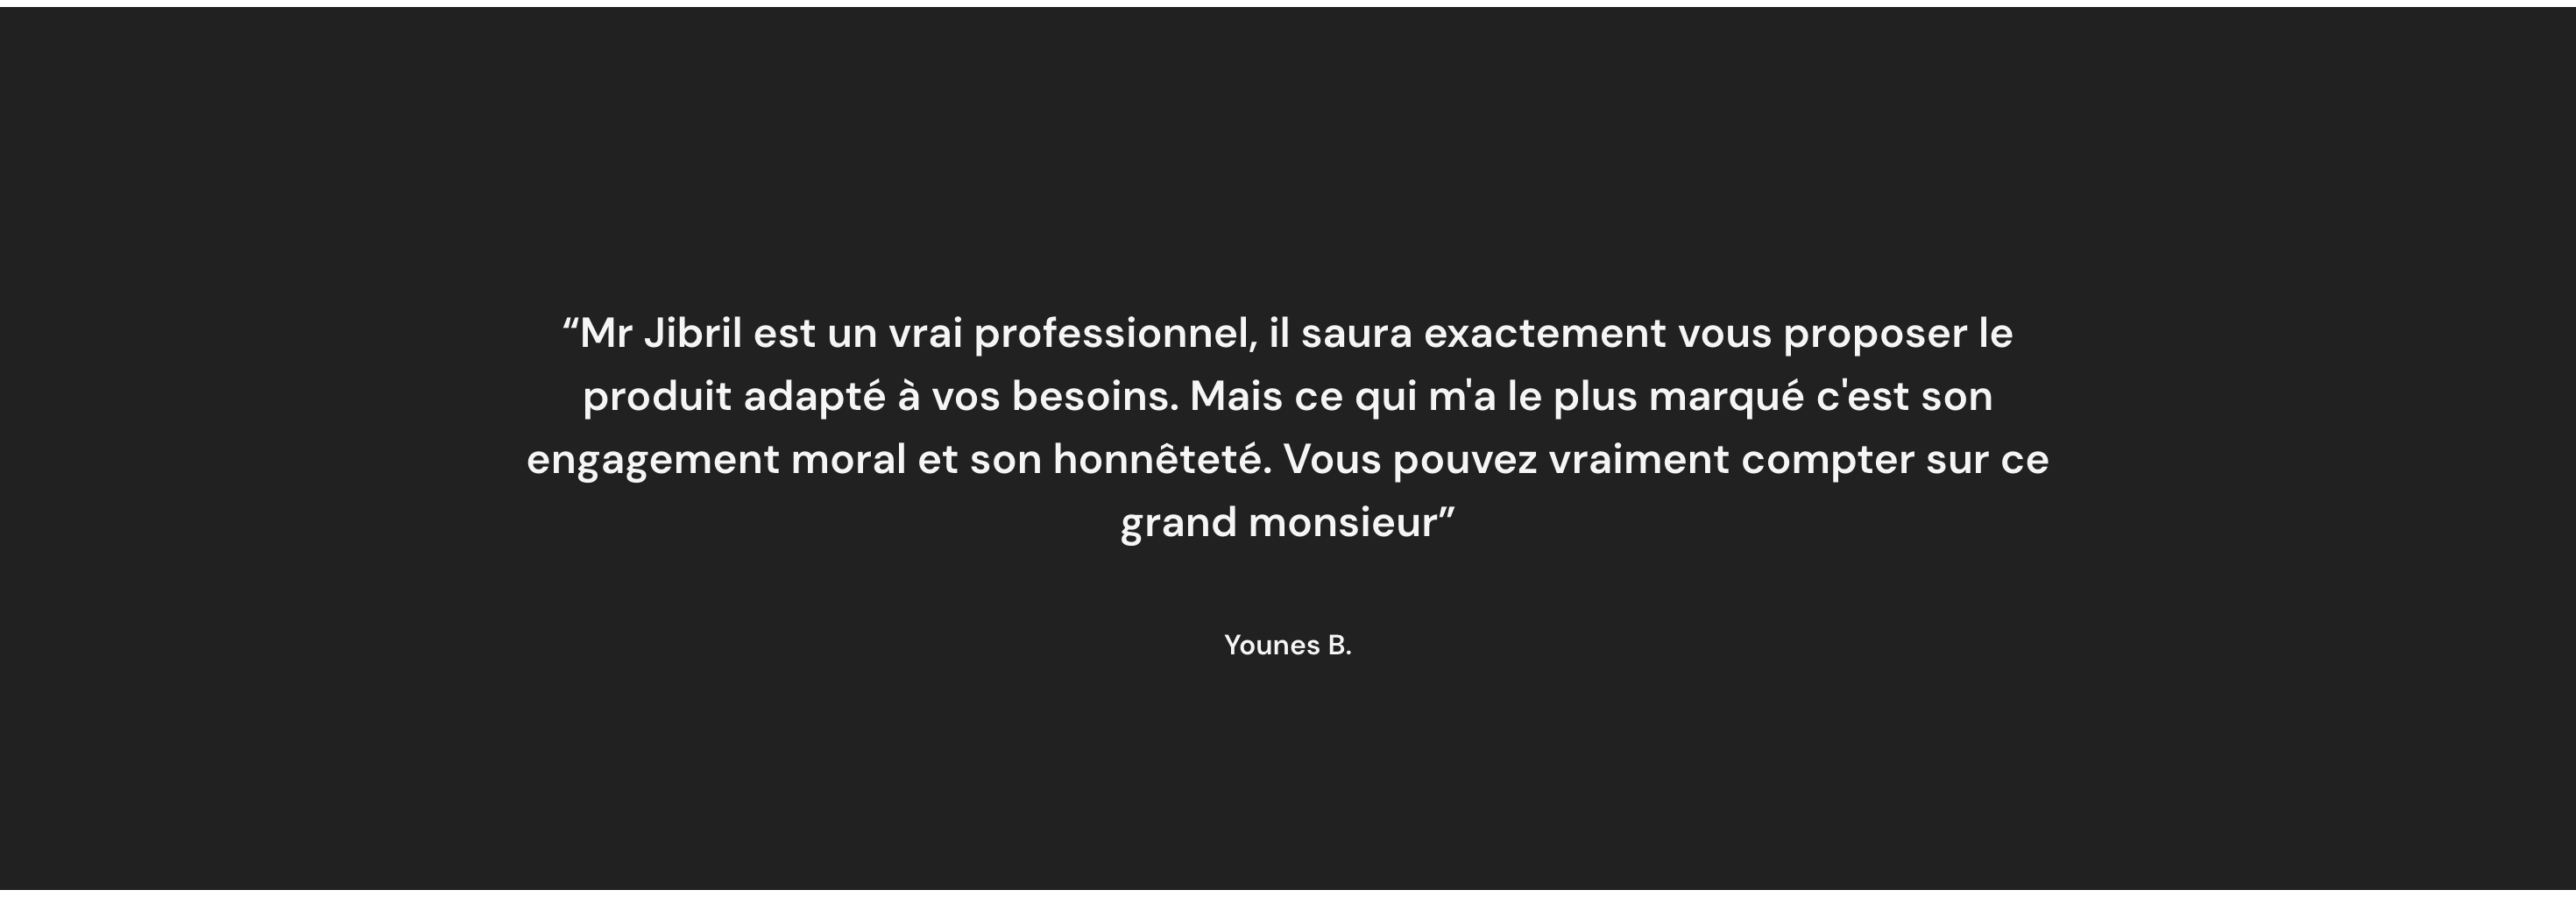 “Mr Jibril est un vrai professionnel, il saura exactement vous proposer le
produit adapté à vos besoins. Mais ce qui m'a le plus marqué c'est son
engagement moral et son honnêteté. Vous pouvez vraiment compter sur ce
grand monsieur”
Younes B.